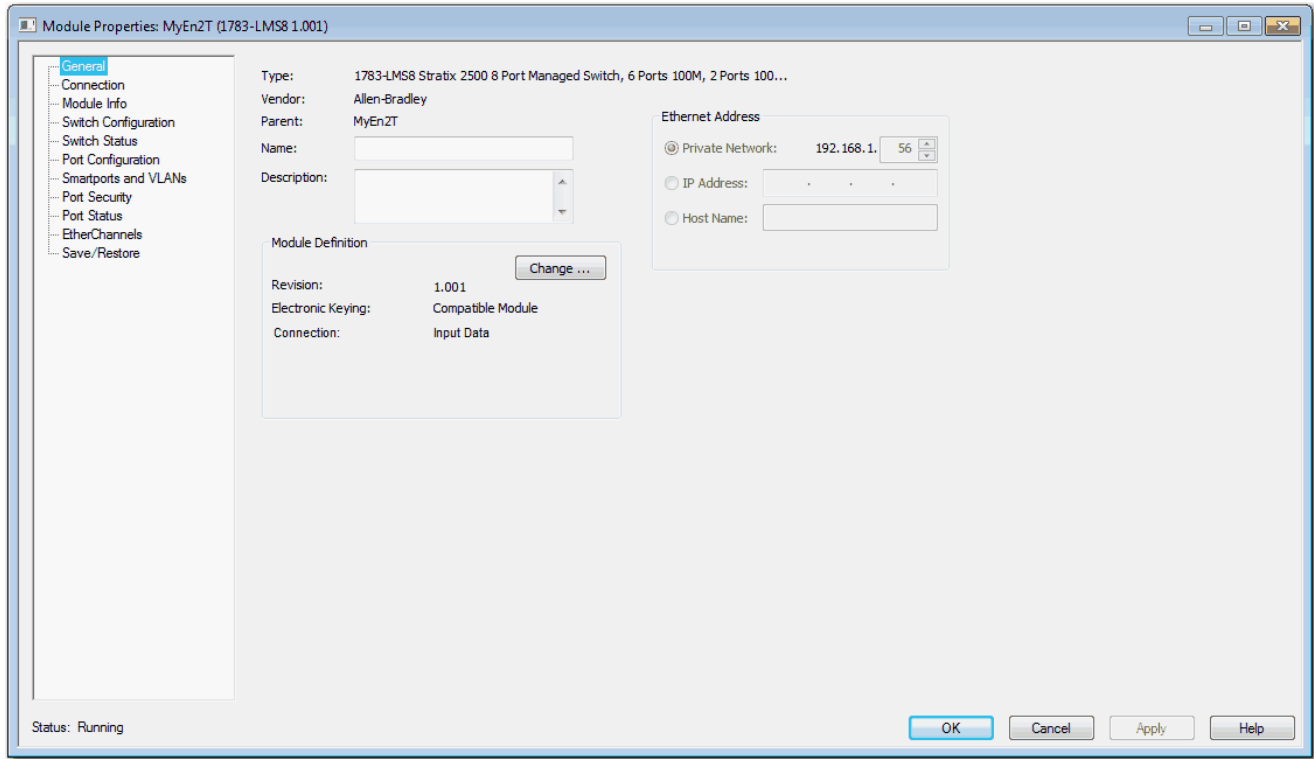 Module Properties: MyEn2T (1783-LMS8 1.001)
General
Connection
Module Info
Switch Configuration
Switch Status
Port Configuration
Smartports and VLANs
Port Security
Port Status
EtherChannels
Save/Restore
Type: 1783-LMS8 Stratix 2500 8 Port Managed Switch, 6 Ports 100M, 2 Ports 100...
Vendor: Allen-Bradley
Parent: MyEn2T
Name:
Description:
Ethernet Address
Private Network: 192.168.1. 56
IP Address: . . .
Host Name:
Module Definition
Change ...
Revision: 1.001
Electronic Keying: Compatible Module
Connection: Input Data
Status: Running
OK Cancel Apply Help